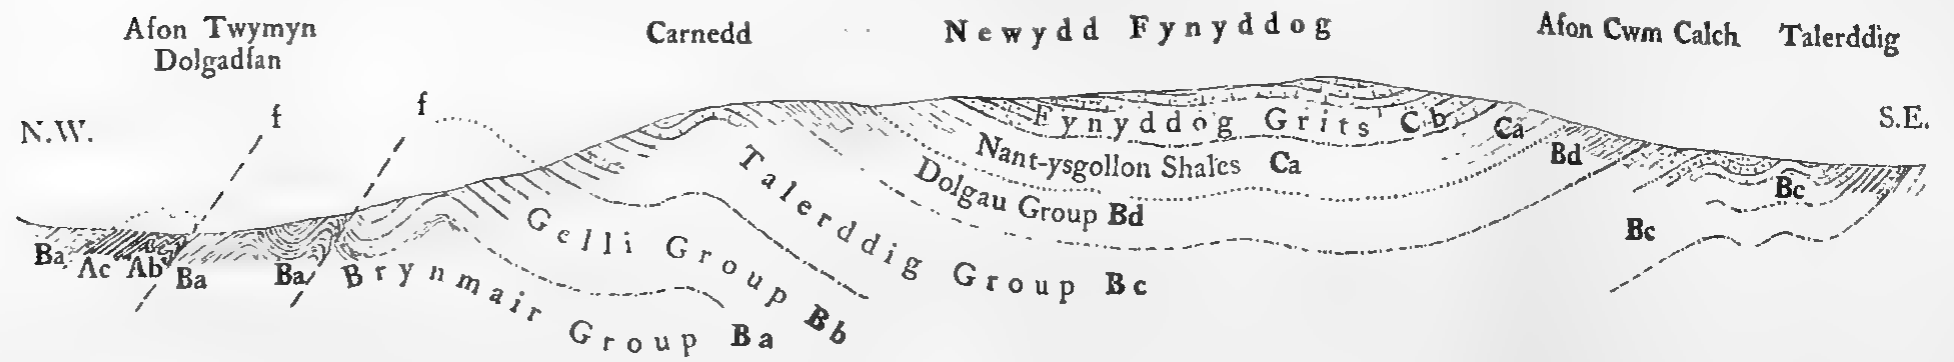 Afon Twymyn
Dolgadfan
Carnedd
Newydd Fynyddog
Afon Cwm Calch
Talerddig
f
f
N.W.
S.E.
Fynyddog Grits Cb
Ca
Nant-ysgollon Shales Ca
Bd
Dolgau Group Bd
Talerddig Group Bc
Bc
Bc
Gelli Group Bb
Brynmair Group Ba
Ba
Ac
Ab
Ba
Ba